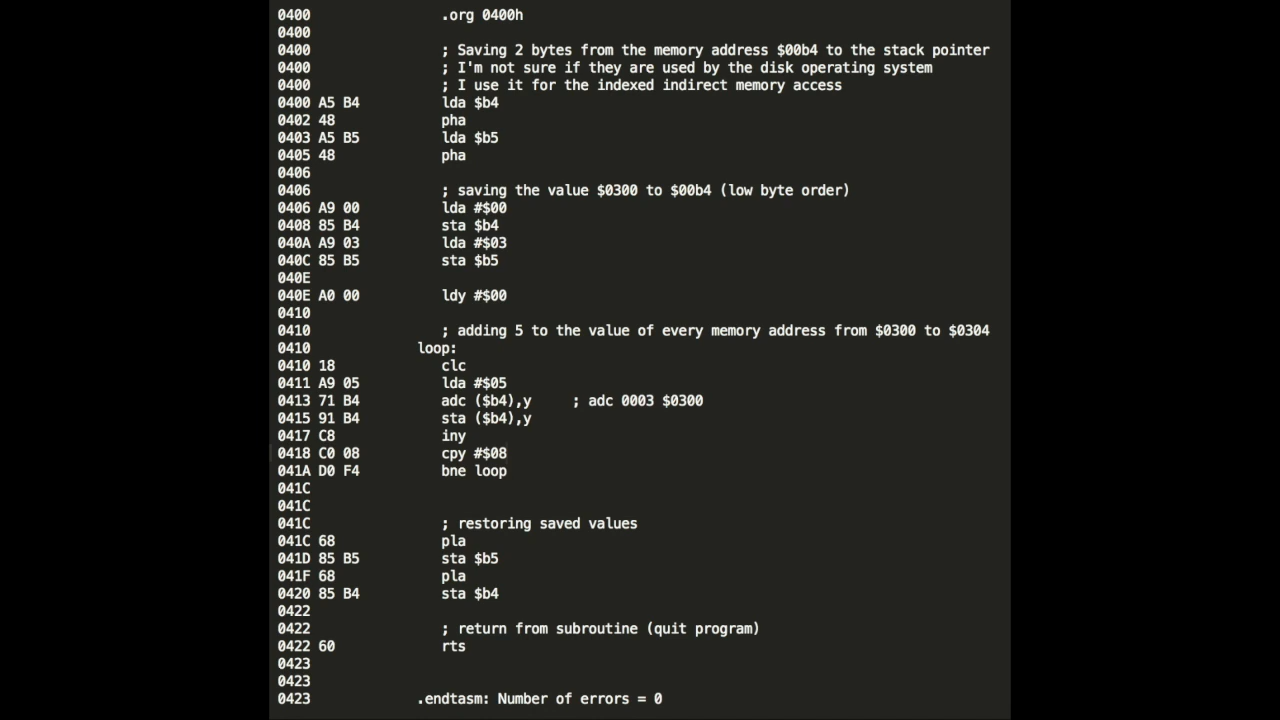 0400 .org 0400h
0400
0400 ; Saving 2 bytes from the memory address $00b4 to the stack pointer
0400 ; I'm not sure if they are used by the disk operating system
0400 ; I use it for the indexed indirect memory access
0400 A5 B4 lda $b4
0402 48 pha
0403 A5 B5 lda $b5
0405 48 pha
0406
0406 ; saving the value $0300 to $00b4 (low byte order)
0406 A9 00 lda #$00
0408 85 B4 sta $b4
040A A9 03 lda #$03
040C 85 B5 sta $b5
040E
040E A0 00 ldy #$00
0410
0410 ; adding 5 to the value of every memory address from $0300 to $0304
0410 loop:
0410 18 clc
0411 A9 05 lda #$05
0413 71 B4 adc ($b4),y ; adc 0003 $0300
0415 91 B4 sta ($b4),y
0417 C8 iny
0418 C0 08 cpy #$08
041A D0 F4 bne loop
041C
041C
041C ; restoring saved values
041C 68 pla
041D 85 B5 sta $b5
041F 68 pla
0420 85 B4 sta $b4
0422
0422 ; return from subroutine (quit program)
0422 60 rts
0423
0423
0423 .endtasm: Number of errors = 0